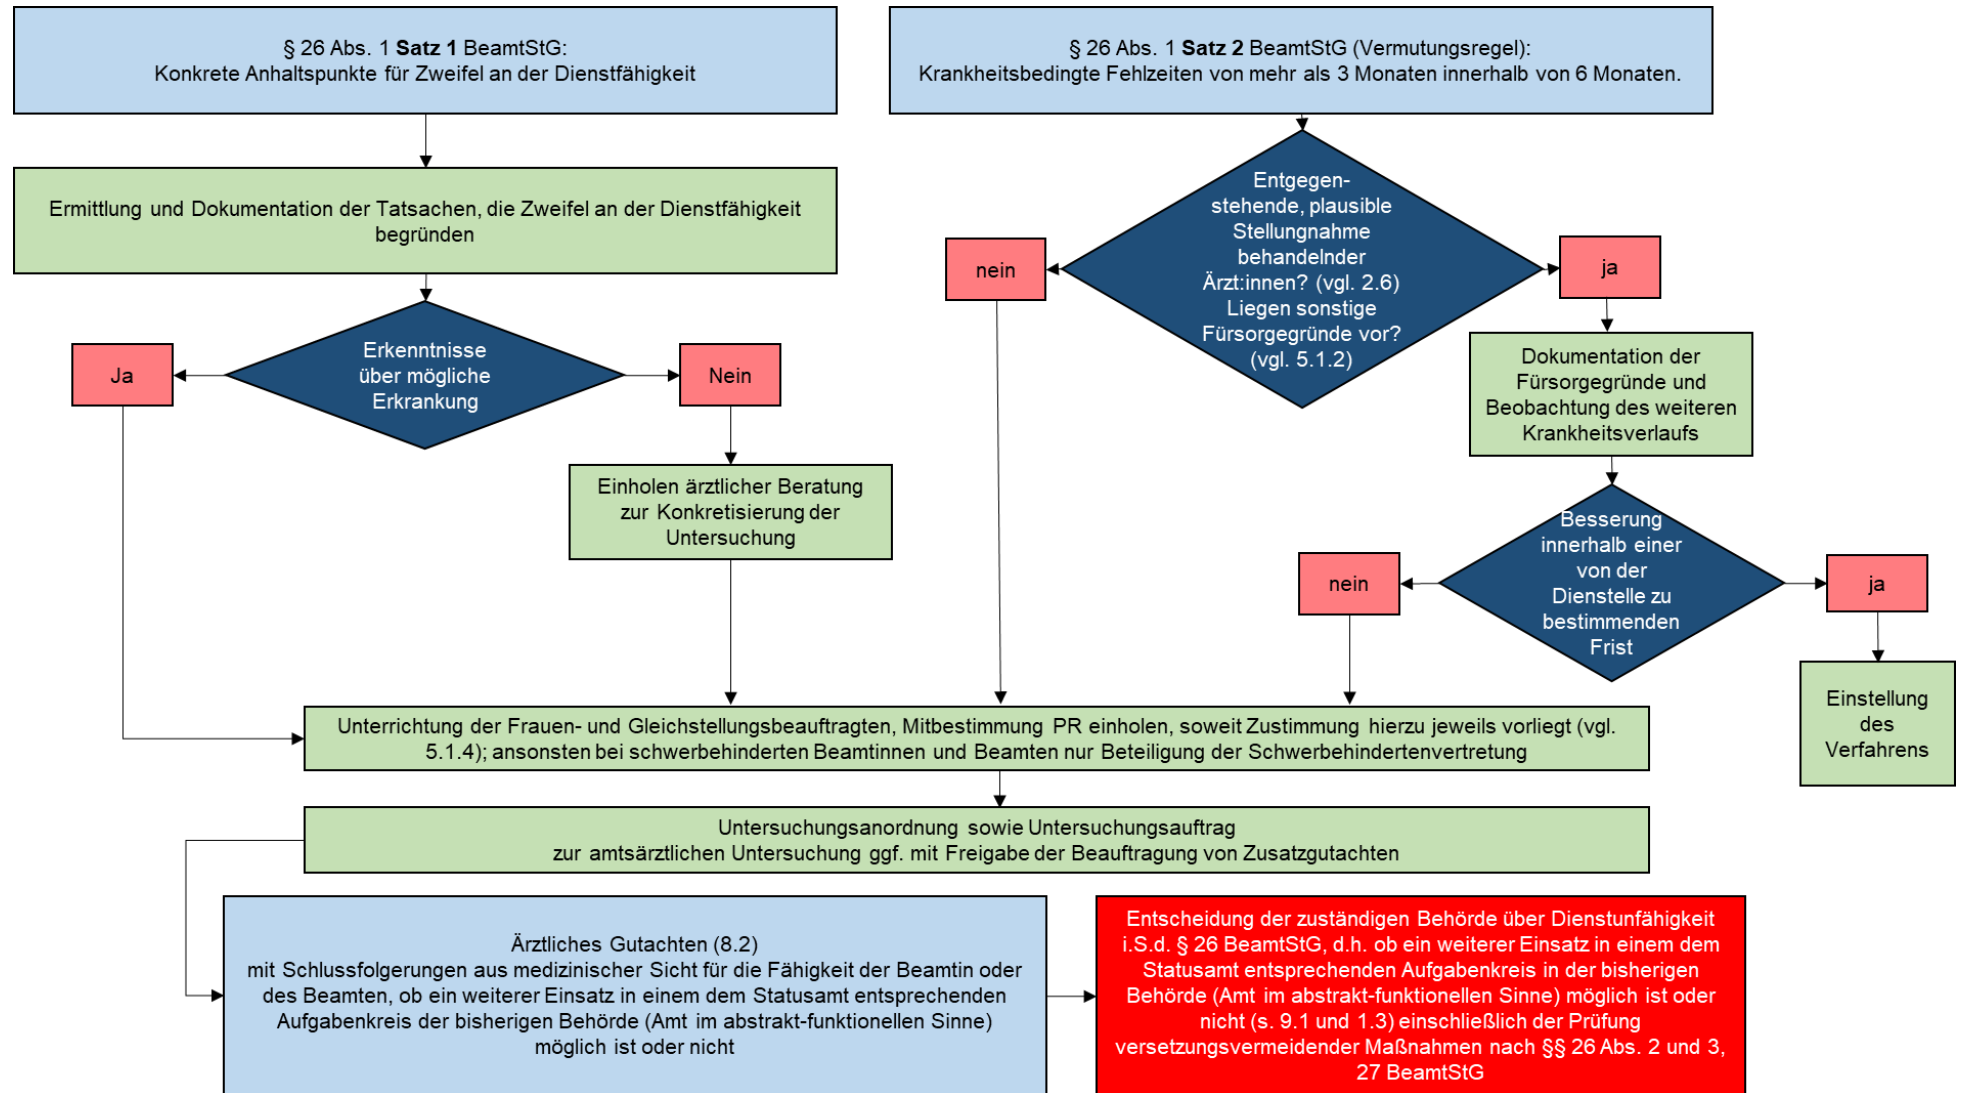 § 26 Abs. 1 Satz 1 BeamtStG:
Konkrete Anhaltspunkte für Zweifel an der Dienstfähigkeit
§ 26 Abs. 1 Satz 2 BeamtStG (Vermutungsregel):
Krankheitsbedingte Fehlzeiten von mehr als 3 Monaten innerhalb von 6 Monaten.
Ermittlung und Dokumentation der Tatsachen, die Zweifel an der Dienstfähigkeit
begründen
Entgegen-
stehende, plausible
Stellungnahme
behandelnder
Ärzt:innen? (vgl. 2.6)
Liegen sonstige
Fürsorgegründe vor?
(vgl. 5.1.2)
nein
ja
Erkenntnisse
über mögliche
Erkrankung
Ja
Nein
Dokumentation der
Fürsorgegründe und
Beobachtung des weiteren
Krankheitsverlaufs
Einholen ärztlicher Beratung
zur Konkretisierung der
Untersuchung
Besserung
innerhalb einer
von der
Dienstelle zu
bestimmenden
Frist
nein
ja
Einstellung
des
Verfahrens
Unterrichtung der Frauen- und Gleichstellungsbeauftragten, Mitbestimmung PR einholen, soweit Zustimmung hierzu jeweils vorliegt (vgl.
5.1.4); ansonsten bei schwerbehinderten Beamtinnen und Beamten nur Beteiligung der Schwerbehindertenvertretung
Untersuchungsanordnung sowie Untersuchungsauftrag
zur amtsärztlichen Untersuchung ggf. mit Freigabe der Beauftragung von Zusatzgutachten
Ärztliches Gutachten (8.2)
mit Schlussfolgerungen aus medizinischer Sicht für die Fähigkeit der Beamtin oder
des Beamten, ob ein weiterer Einsatz in einem dem Statusamt entsprechenden
Aufgabenkreis der bisherigen Behörde (Amt im abstrakt-funktionellen Sinne)
möglich ist oder nicht
Entscheidung der zuständigen Behörde über Dienstunfähigkeit
i.S.d. § 26 BeamtStG, d.h. ob ein weiterer Einsatz in einem dem
Statusamt entsprechenden Aufgabenkreis in der bisherigen
Behörde (Amt im abstrakt-funktionellen Sinne) möglich ist oder
nicht (s. 9.1 und 1.3) einschließlich der Prüfung
versetzungsvermeidender Maßnahmen nach §§ 26 Abs. 2 und 3,
27 BeamtStG